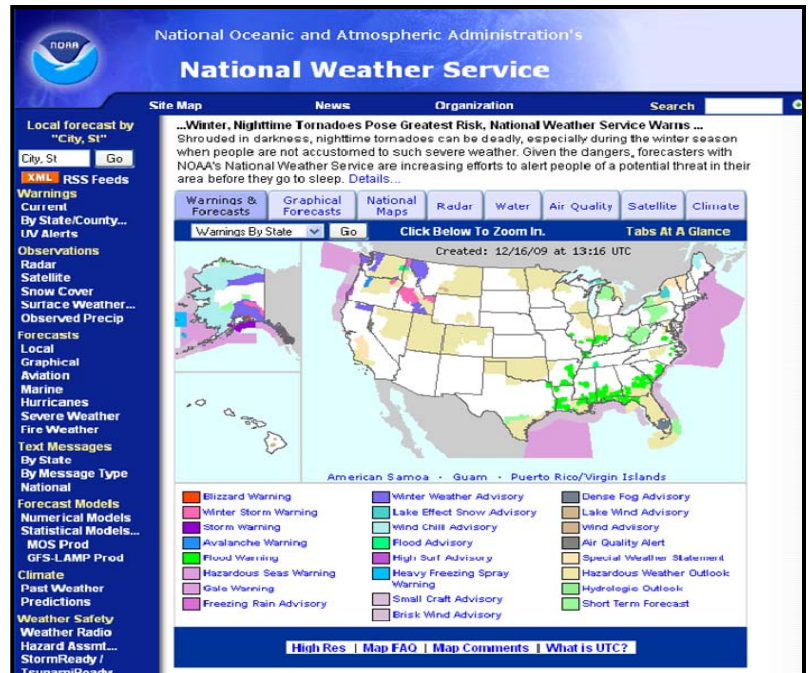 NOAA
National Oceanic and Atmospheric Administration's
National Weather Service
Site Map News Organization Search
Local forecast by
"City, St"
City, St Go
XML RSS Feeds
Warnings
Current
By State/County...
UV Alerts
Observations
Radar
Satellite
Snow Cover
Surface Weather...
Observed Precip
Forecasts
Local
Graphical
Aviation
Marine
Hurricanes
Severe Weather
Fire Weather
Text Messages
By State
By Message Type
National
Forecast Models
Numerical Models
Statistical Models...
MOS Prod
GFS-LAMP Prod
Climate
Past Weather
Predictions
Weather Safety
Weather Radio
Hazard Assmt...
StormReady /
TsunamiReady
...Winter, Nighttime Tornadoes Pose Greatest Risk, National Weather Service Warns ...
Shrouded in darkness, nighttime tornadoes can be deadly, especially during the winter season
when people are not accustomed to such severe weather. Given the dangers, forecasters with
NOAA's National Weather Service are increasing efforts to alert people of a potential threat in their
area before they go to sleep. Details...
Warnings & Forecasts
Graphical Forecasts
National Maps
Radar
Water
Air Quality
Satellite
Climate
Warnings By State Go Click Below To Zoom In. Tabs At A Glance
Created: 12/16/09 at 13:16 UTC
American Samoa · Guam · Puerto Rico/Virgin Islands
Blizzard Warning
Winter Storm Warning
Storm Warning
Avalanche Warning
Flood Warning
Hazardous Seas Warning
Gale Warning
Freezing Rain Advisory
Winter Weather Advisory
Lake Effect Snow Advisory
Wind Chill Advisory
Flood Advisory
High Surf Advisory
Heavy Freezing Spray
Warning
Small Craft Advisory
Brisk Wind Advisory
Dense Fog Advisory
Lake Wind Advisory
Wind Advisory
Air Quality Alert
Special Weather Statement
Hazardous Weather Outlook
Hydrologic Outlook
Short Term Forecast
High Res | Map FAQ | Map Comments | What is UTC?